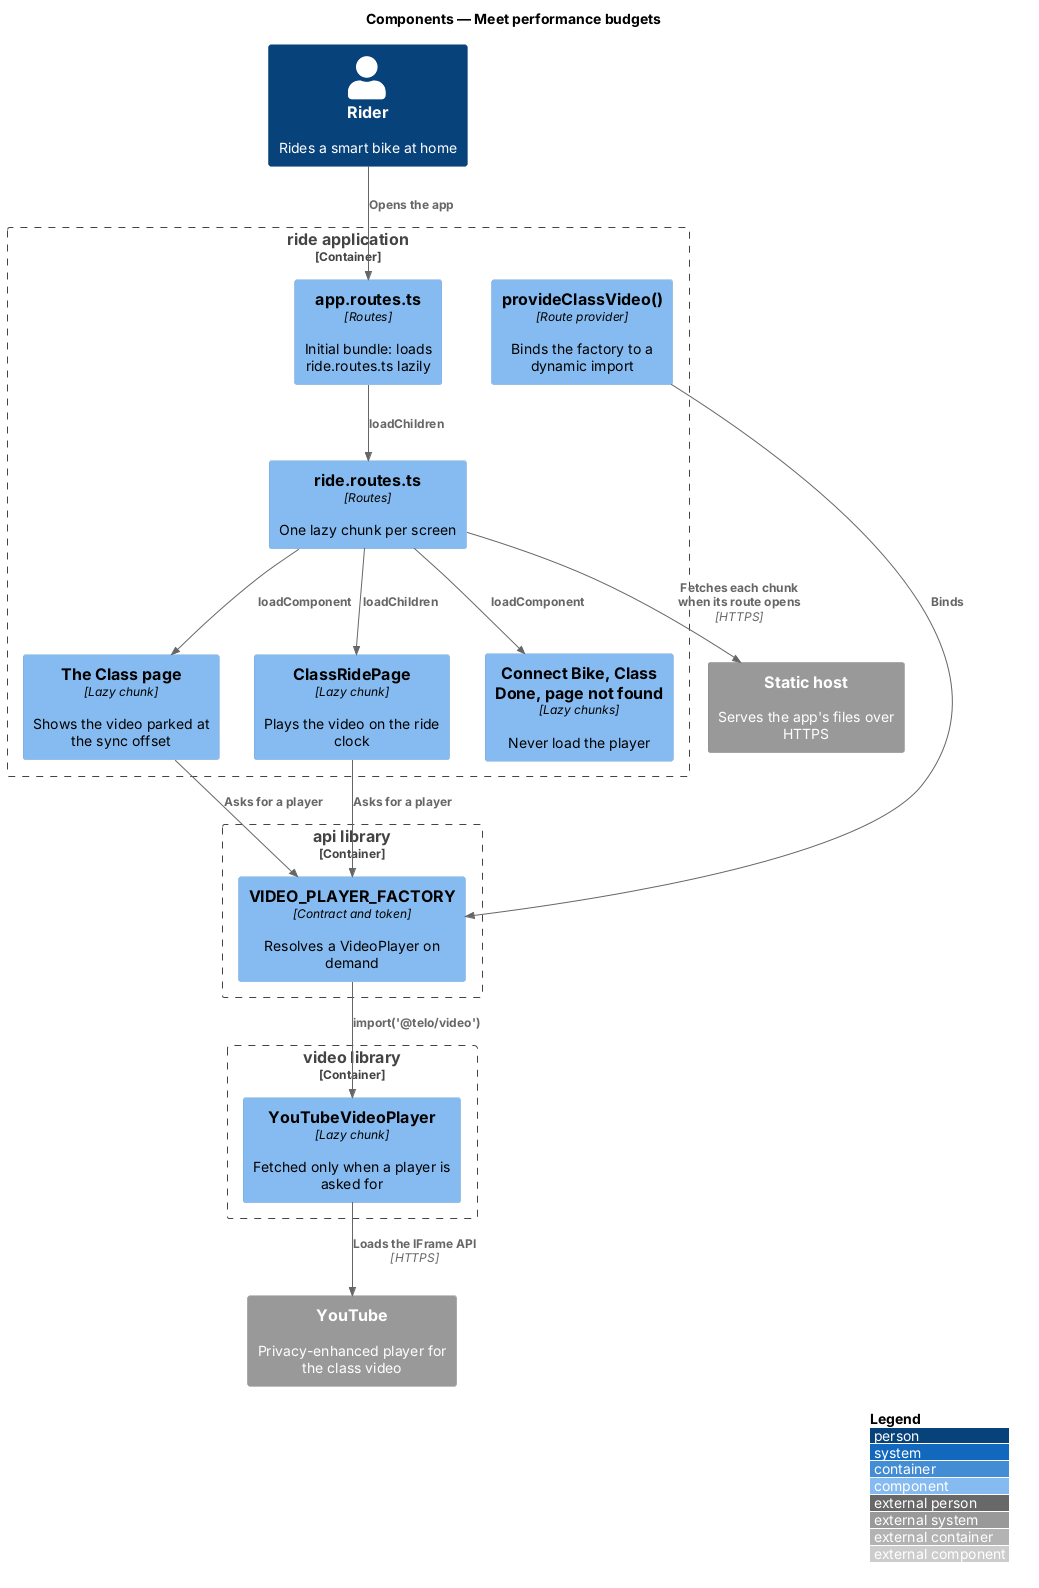 Components — Meet performance budgets
Rider
Rides a smart bike at home
Opens the app
ride application
[Container]
app.routes.ts
[Routes]
Initial bundle: loads
ride.routes.ts lazily
provideClassVideo()
[Route provider]
Binds the factory to a
dynamic import
loadChildren
ride.routes.ts
[Routes]
One lazy chunk per screen
loadComponent
loadChildren
loadComponent
Fetches each chunk
when its route opens
[HTTPS]
Binds
The Class page
[Lazy chunk]
Shows the video parked at
the sync offset
ClassRidePage
[Lazy chunk]
Plays the video on the ride
clock
Connect Bike, Class
Done, page not found
[Lazy chunks]
Never load the player
Static host
Serves the app's files over
HTTPS
Asks for a player
Asks for a player
api library
[Container]
VIDEO_PLAYER_FACTORY
[Contract and token]
Resolves a VideoPlayer on
demand
import('@telo/video')
video library
[Container]
YouTubeVideoPlayer
[Lazy chunk]
Fetched only when a player is
asked for
Loads the IFrame API
[HTTPS]
YouTube
Privacy-enhanced player for
the class video
Legend
person
system
container
component
external person
external system
external container
external component